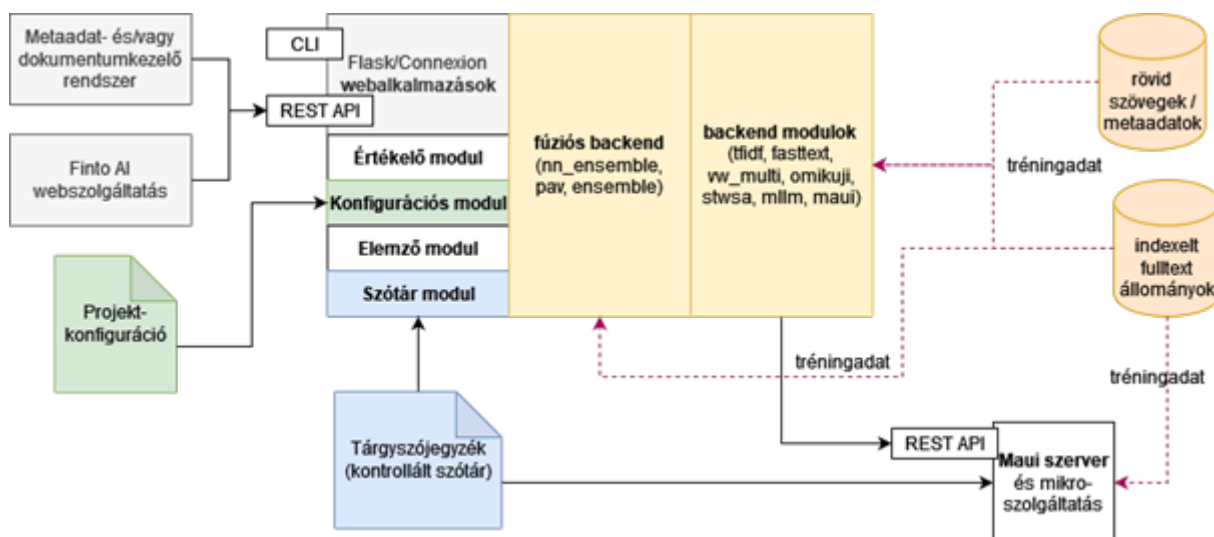 Metaadat- és/vagy
dokumentumkezelő
rendszer
Finto AI
webszolgáltatás
CLI
REST API
Flask/Connexion
webalkalmazások
Értékelő modul
Konfigurációs modul
Elemző modul
Szótár modul
fúziós backend
(nn_ensemble,
pav, ensemble)
backend modulok
(tfidf, fasttext,
vw_multi, omikuji,
stwsa, mllm, maui)
rövid
szövegek /
metaadatok
tréningadat
indexelt
fulltext
állományok
Projekt-
konfiguráció
tréningadat
tréningadat
Tárgyszójegyzék
(kontrollált szótár)
REST API
Maui szerver
és mikro-
szolgáltatás